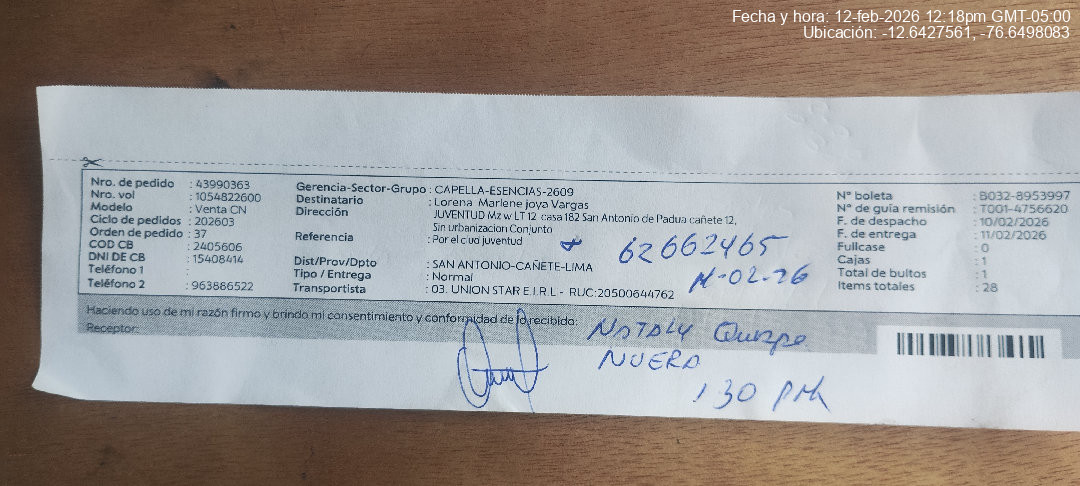 Fecha y hora: 12-feb-2026 12:18pm GMT-05:00
Ubicación: -12.6427561, -76.6498083
Nro. de pedido : 43990363
Nro. vol : 1054822600
Modelo : Venta CN
Ciclo de pedidos : 202603
Orden de pedido : 37
COD CB : 2405606
DNI DE CB : 15408414
Teléfono 1 :
Teléfono 2 : 963866522
Gerencia-Sector-Grupo : CAPELLA-ESENCIAS-2609
Destinatario : Lorena Marlene joya Vargas
Dirección JUVENTUD Mz w LT 12 casa 182 San Antonio de Padua cañete 12,
Sin urbanizacion Conjunto
Referencia : Por el ciud juventud
Dist/Prov/Dpto : SAN ANTONIO-CAÑETE-LIMA
Tipo / Entrega : Normal
Transportista : 03. UNION STAR E.I.R.L - RUC:20500644762
62662465
11-02-26
N° boleta : B032-8953997
N° de guía remisión : T001-4756620
F. de despacho : 10/02/2026
F. de entrega : 11/02/2026
Fullcase : 0
Cajas : 1
Total de bultos : 1
Items totales : 28
Haciendo uso de mi razón firmo y brindo mi consentimiento y conformidad de lo recibido:
Receptor:
NATALY Quispe
NUERA
1 30 PM